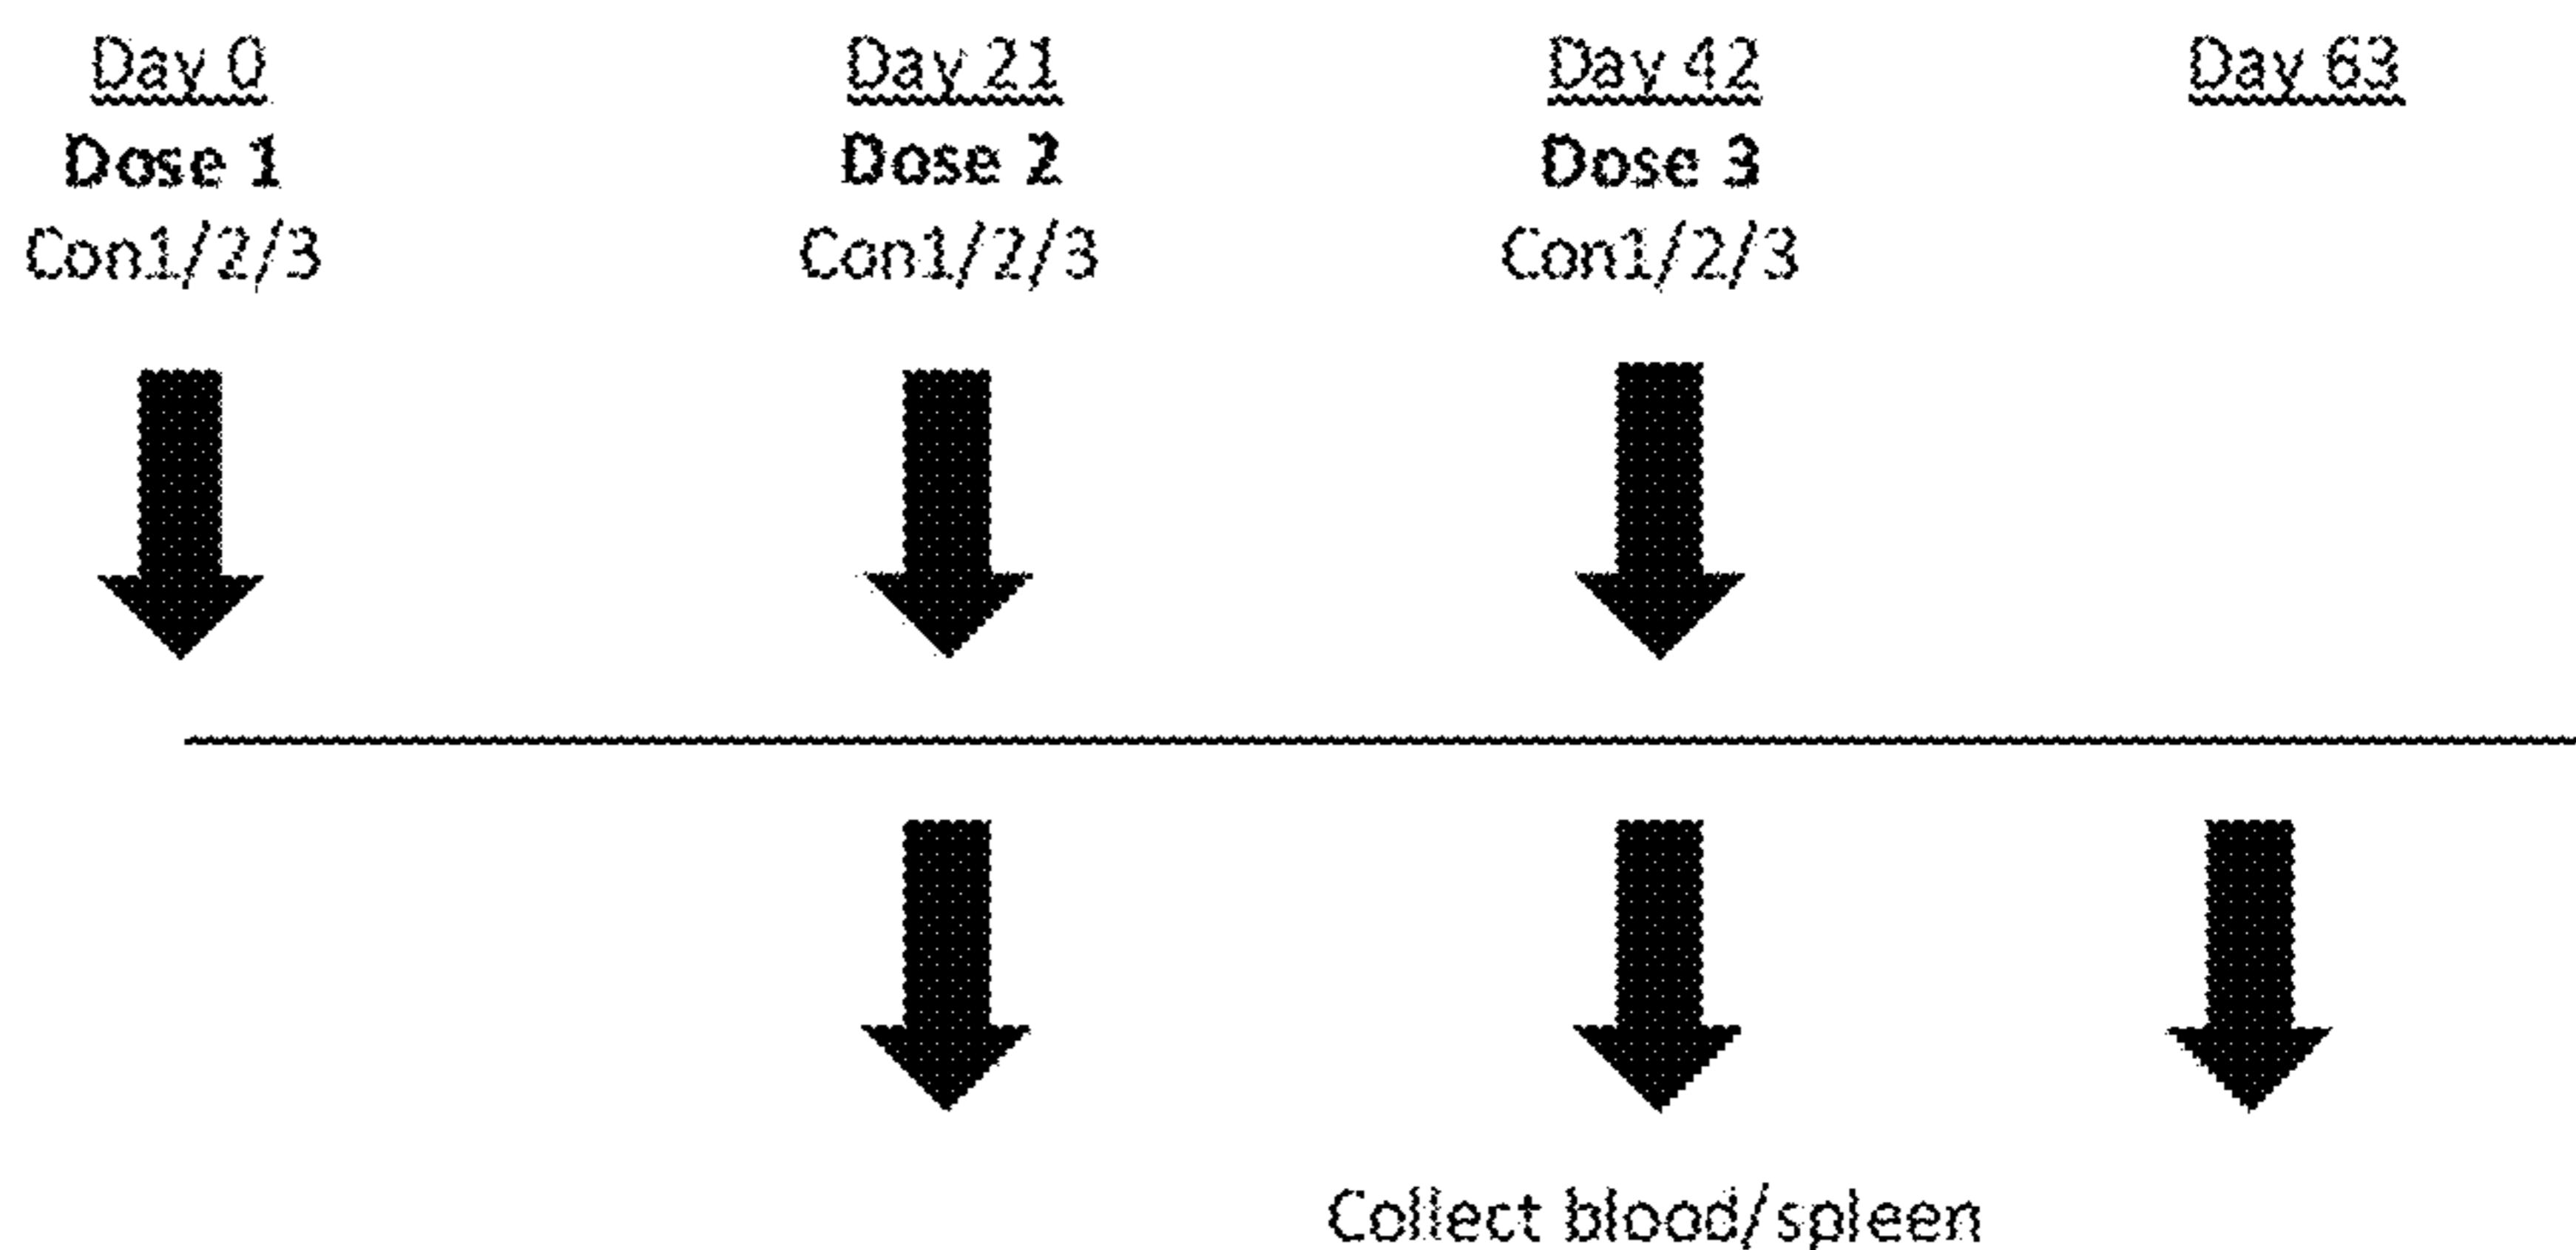 Day 0 Day 21 Day 42 Day 63
Dose 1 Dose 2 Dose 3
Con1/2/3 Con1/2/3 Con1/2/3
Collect blood/spleen